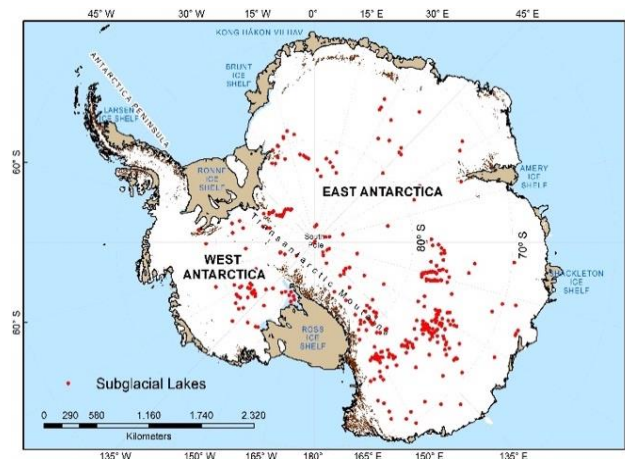 45° W
30° W
15° W
0° E
15° E
30° E
45° E
KONG HÅKON VII HAV
BRUNT
ICE
SHELF
ANTARCTICA PENINSULA
LARSEN
ICE SHELF
60° S
RONNE
ICE
SHELF
EAST ANTARCTICA
AMERY
ICE
SHELF
Transantarctic Mountains
South
Pole
80° S
70° S
WEST
ANTARCTICA
SHACKLETON
ICE
SHELF
60° S
ROSS
ICE
SHELF
Subglacial Lakes
0 290 580 1.160 1.740 2.320
Kilometers
135° W
150° W
165° W
180°
165° E
150° E
135° E